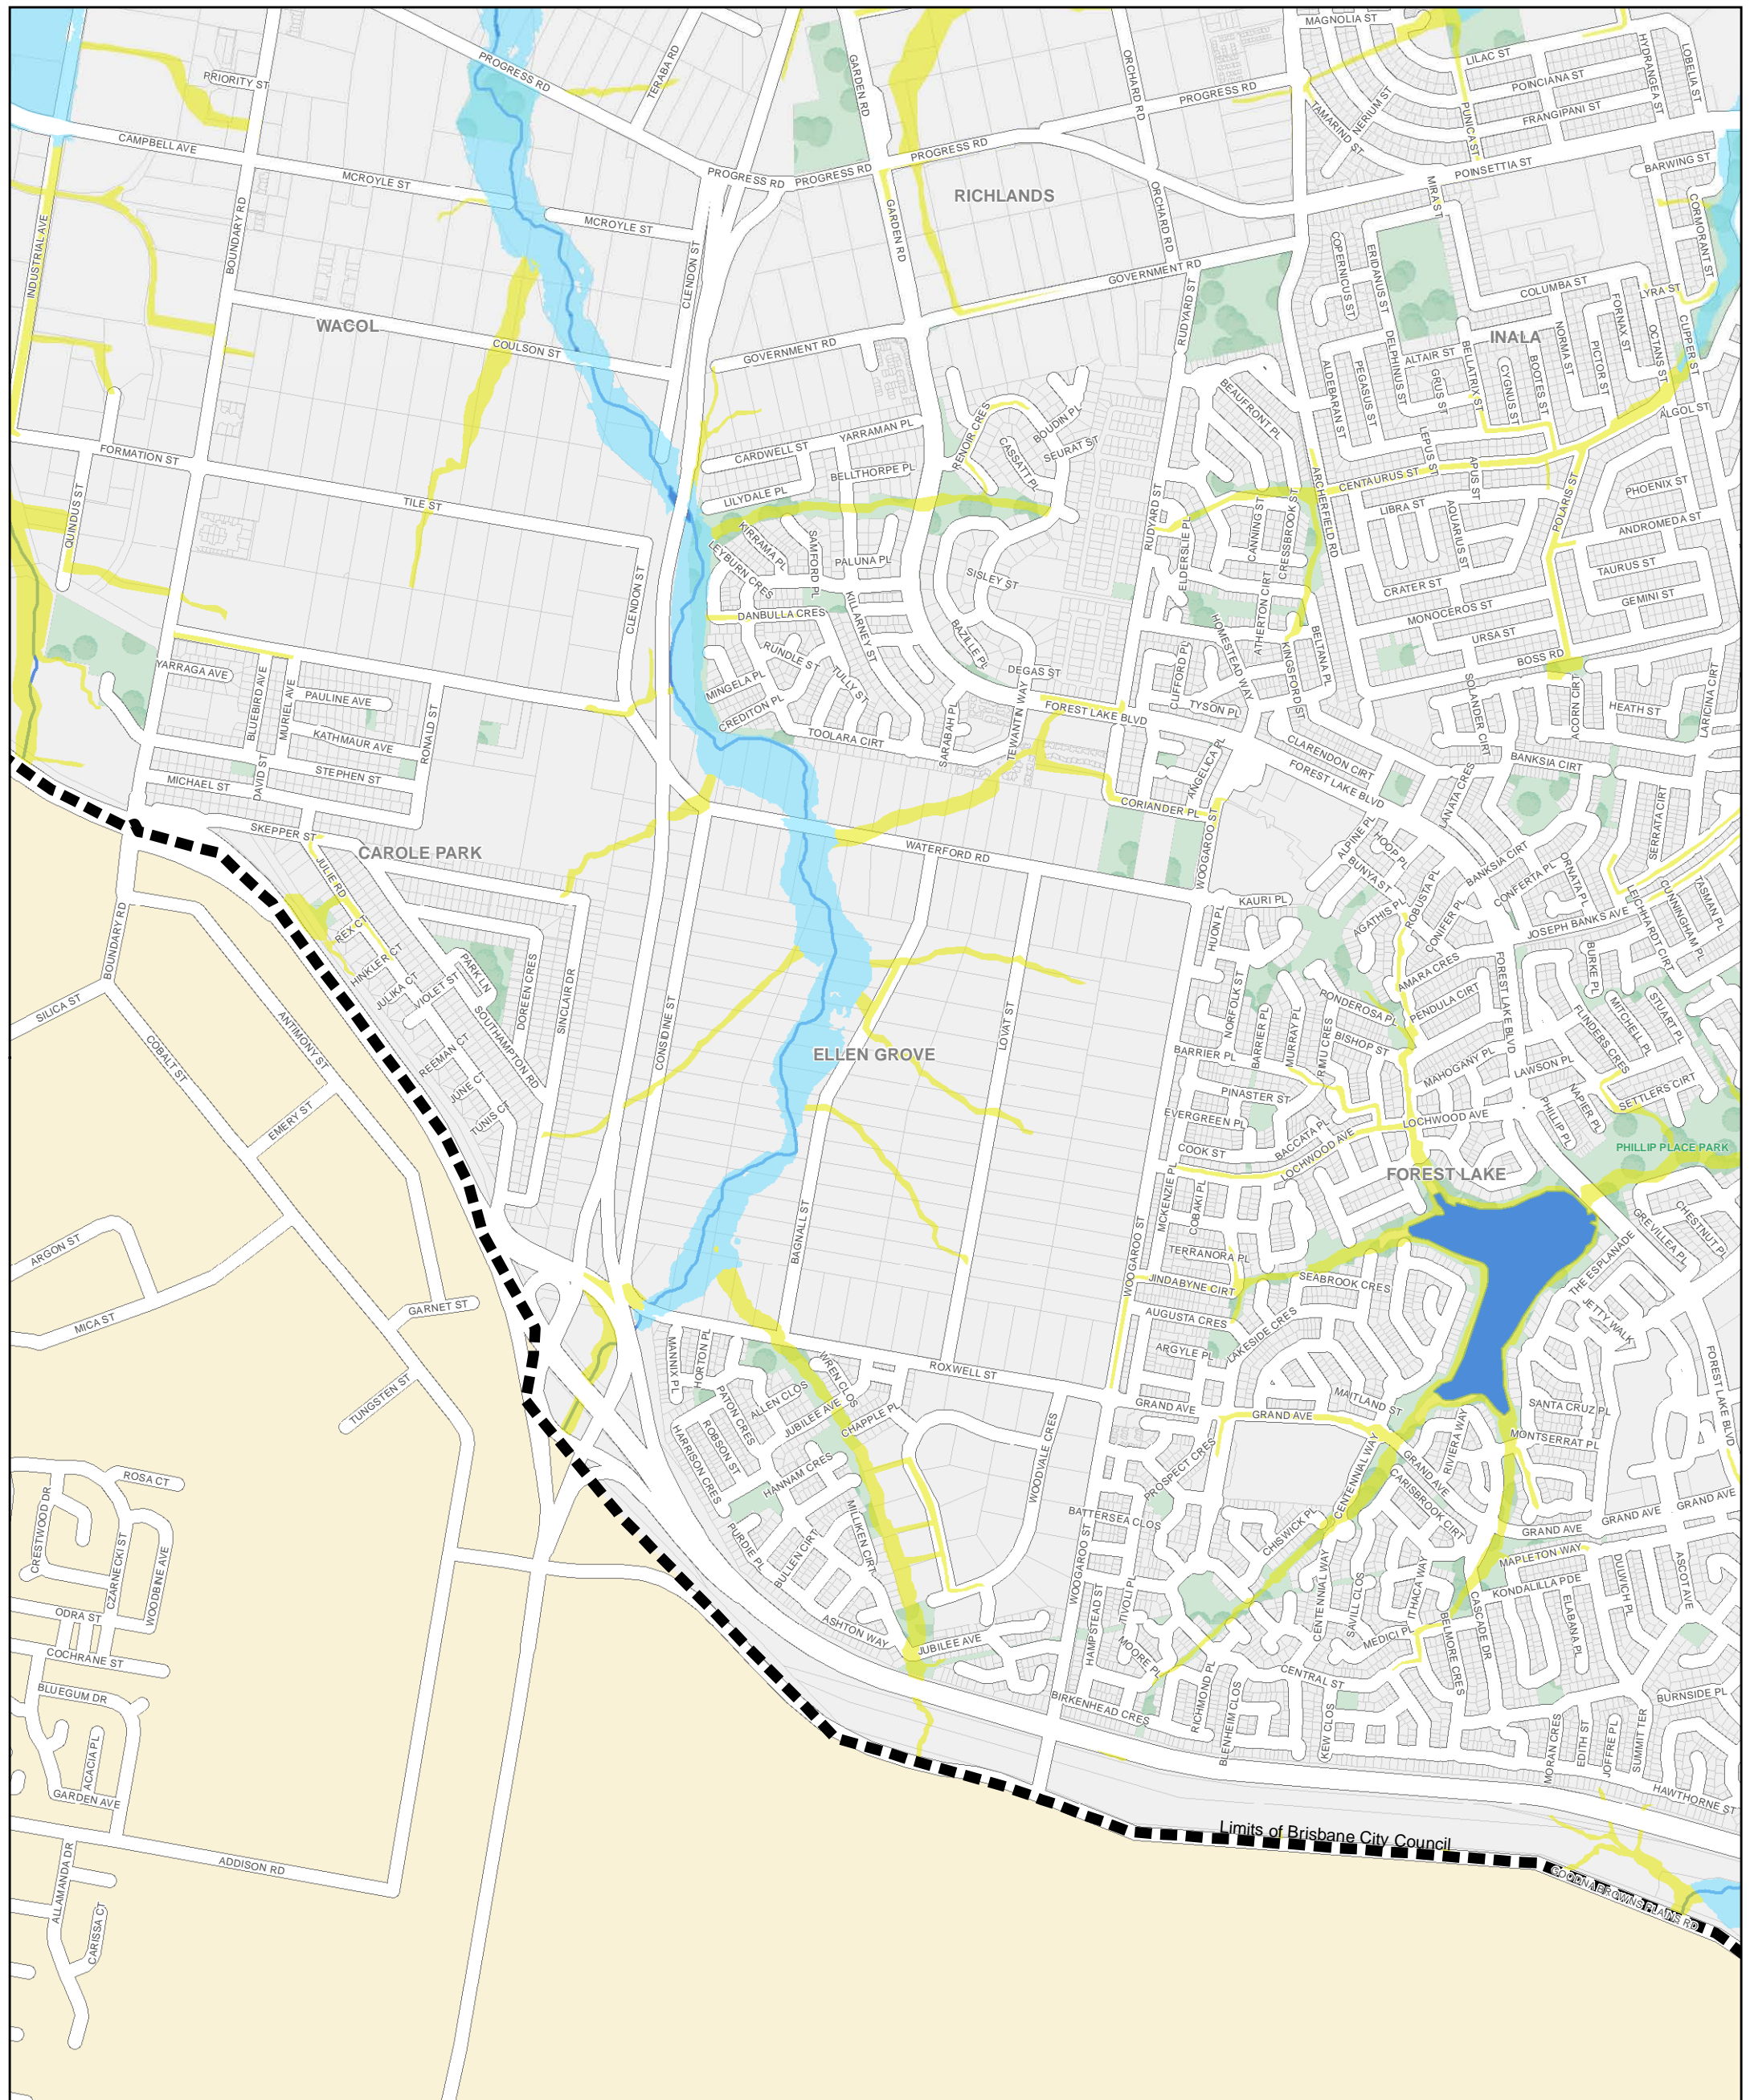 MAGNOLIA ST
LILAC ST
HYDRANGEA ST
LOBELIA ST
PROGRESS RD
TERABA RD
GARDEN RD
ORCHARD RD
PROGRESS RD
POINCIANA ST
PRIORITY ST
TAMARIND ST
NERIUM ST
PUNICA ST
FRANGIPANI ST
CAMPBELL AVE
PROGRESS RD
BARWING ST
MCROYLE ST
PROGRESS RD
PROGRESS RD
POINSETTIA ST
RICHLANDS
MIRA ST
ORCHARD RD
CORMORANT ST
INDUSTRIAL AVE
BOUNDARY RD
MCROYLE ST
GARDEN RD
CLENDON ST
COPERNICUS ST
ERIDANUS ST
GOVERNMENT RD
COLUMBA ST
LYRA ST
RUDYARD ST
FORNAX ST
WACOL
INALA
COULSON ST
GOVERNMENT RD
DELPHINUS ST
ALTAIR ST
BELLATRIX ST
NORMA ST
OCTANS ST
CLIPPER ST
ALDEBARAN ST
PEGASUS ST
GRUS ST
CYGNUS ST
BOOTES ST
PICTOR ST
BEAUFRONT PL
ALGOL ST
RENOIR CRES
BOUDIN PL
YARRAMAN PL
CARDWELL ST
CASSATT PL
SEURAT ST
LEPUS ST
FORMATION ST
BELLTHORPE PL
CENTAURUS ST
APUS ST
PHOENIX ST
LILYDALE PL
TILE ST
QUINDUS ST
RUDYARD ST
CANNING ST
CRESSBROOK ST
ARCHERFIELD RD
LIBRA ST
AQUARIUS ST
POLARIS ST
ANDROMEDA ST
KIRRAMA PL
SAMFORD PL
PALUNA PL
ELDERSLIE PL
LEYBURN CRES
SISLEY ST
TAURUS ST
CRATER ST
GEMINI ST
CLENDON ST
DANBULLA CRES
KILLARNEY ST
MONOCEROS ST
HOMESTEAD WAY
ATHERTON CIRT
BAZILLE PL
BELTANA PL
URSA ST
RUNDLE ST
BOSS RD
YARRAGA AVE
DEGAS ST
TULLY ST
CLIFFORD PL
KINGSFORD ST
MINGELA PL
BLUEBIRD AVE
MURIEL AVE
PAULINE AVE
SOLANDER CIRT
ACORN CIRT
HEATH ST
LARICINA CIRT
CREDITON PL
FOREST LAKE BLVD
TYSON PL
RONALD ST
SARABAH PL
TEWANTIN WAY
KATHMAUR AVE
TOOLARA CIRT
CLARENDON CIRT
BANKSIA CIRT
STEPHEN ST
ANGELICA PL
FOREST LAKE BLVD
DAVID ST
MICHAEL ST
LANATA CRES
SERRATA CIRT
CORIANDER PL
SKEPPER ST
ALPINE PL
HOOP PL
CAROLE PARK
WATERFORD RD
WOOGAROO ST
BUNYA ST
BANKSIA CIRT
CONFERTA PL
ORNATA PL
JULIE RD
ROBUSTA PL
LEICHHARDT CIRT
CUNNINGHAM PL
TASMAN PL
KAURI PL
BOUNDARY RD
REX CT
HUON PL
AGATHIS PL
CONIFER PL
JOSEPH BANKS AVE
HINKLER CT
PARK LN
DOREEN CRES
SINCLAIR DR
AMARA CRES
BURKE PL
JULIKA CT
VIOLET ST
NORFOLK ST
PONDEROSA PL
PENDULA CIRT
FOREST LAKE BLVD
MITCHELL PL
STUART PL
SILICA ST
SOUTHAMPTON RD
CONSIDINE ST
LOVAT ST
BARRIER PL
MURRAY PL
RIMU CRES
FLINDERS CRES
COBALT ST
ANTIMONY ST
ELLEN GROVE
BARRIER PL
BISHOP ST
REEMAN CT
MAHOGANY PL
LAWSON PL
JUNE CT
PINASTER ST
NAPIER PL
SETTLERS CIRT
EMERY ST
TUNIS CT
EVERGREEN PL
BACCATA PL
LOCHWOOD AVE
PHILLIP PL
COOK ST
LOCHWOOD AVE
PHILLIP PLACE PARK
MCKENZIE PL
COBAKI PL
FOREST LAKE
BAGNALL ST
WOOGAROO ST
CHESTNUT PL
ARGON ST
TERRANORA PL
GREVILLEA PL
THE ESPLANADE
JINDABYNE CIRT
SEABROOK CRES
GARNET ST
AUGUSTA CRES
JETTY WALK
MICA ST
ARGYLE PL
LAKESIDE CRES
MANNIX PL
HORTON PL
WREN CLOS
ROXWELL ST
TUNGSTEN ST
ALLEN CLOS
PATON CRES
JUBILEE AVE
CHAPPLE PL
GRAND AVE
GRAND AVE
MAITLAND ST
SANTA CRUZ PL
FOREST LAKE BLVD
HARRISON CRES
ROBSON ST
MONTSERRAT PL
WOODVALE CRES
PROSPECT CRES
CENTENNIAL WAY
GRAND AVE
RIVIERA WAY
ROSA CT
HANNAM CRES
CARISBROOK CIRT
CRESTWOOD DR
MILLIKEN CIRT
BATTERSEA CLOS
CHISWICK PL
GRAND AVE
GRAND AVE
GRAND AVE
CZARNECKI ST
WOODBINE AVE
PURDIE PL
BULLEN CIRT
MAPLETON WAY
KONDALILLA PDE
ODRA ST
WOOGAROO ST
HAMPSTEAD ST
TIVOLI PL
CENTENNIAL WAY
SAVILL CLOS
ITHACA WAY
ELABANA PL
DULWICH PL
ASCOT AVE
COCHRANE ST
ASHTON WAY
JUBILEE AVE
MOORE PL
MEDICI PL
BELMORE CRES
CASCADE DR
BLUEGUM DR
RICHMOND PL
CENTRAL ST
BURNSIDE PL
BIRKENHEAD CRES
BLENHEIM CLOS
KEW CLOS
MORAN CRES
EDITH ST
JOFFRE PL
SUMMIT TER
ACACIA PL
GARDEN AVE
HAWTHORNE ST
Limits of Brisbane City Council
ADDISON RD
ALLAMANDA DR
GOODNA BROWNS PLAINS RD
CARISSA CT